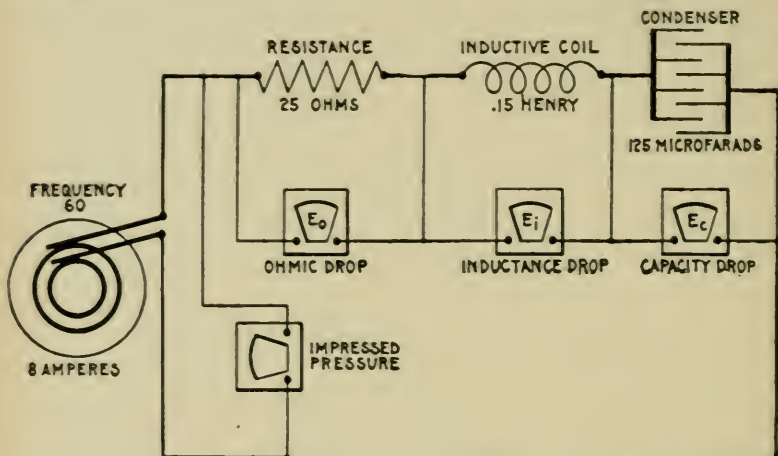 CONDENSER
RESISTANCE
INDUCTIVE COIL
25 OHMS
.15 HENRY
125 MICROFARADS
FREQUENCY
60
Eo
Ei
Ec
OHMIC DROP
INDUCTANCE DROP
CAPACITY DROP
IMPRESSED
PRESSURE
8 AMPERES